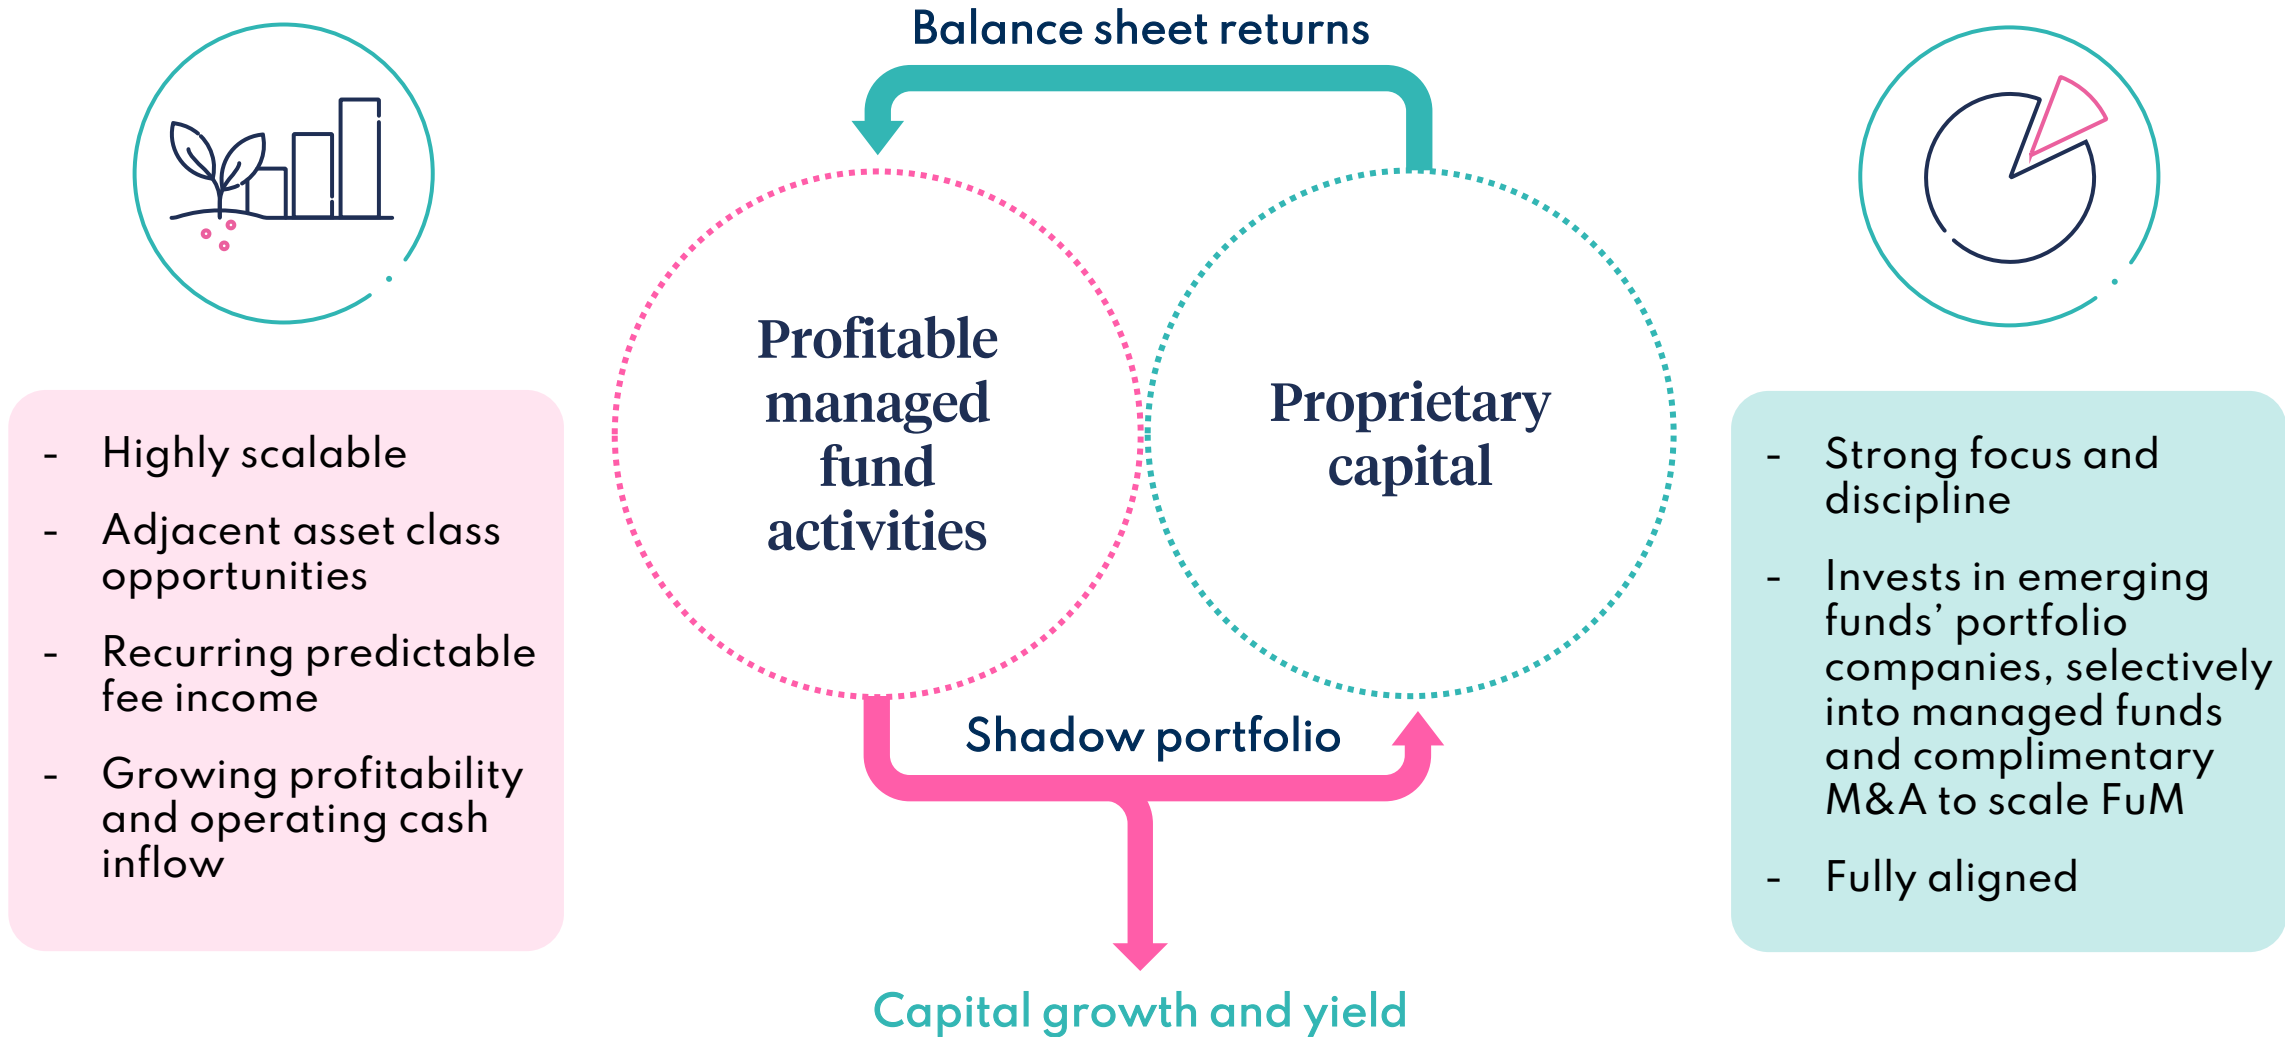 Balance sheet returns
Profitable
managed
fund
activities
Proprietary
capital
- Highly scalable
- Adjacent asset class
opportunities
- Recurring predictable
fee income
- Growing profitability
and operating cash
inflow
- Strong focus and
discipline
- Invests in emerging
funds’ portfolio
companies, selectively
into managed funds
and complimentary
M&A to scale FuM
- Fully aligned
Shadow portfolio
Capital growth and yield